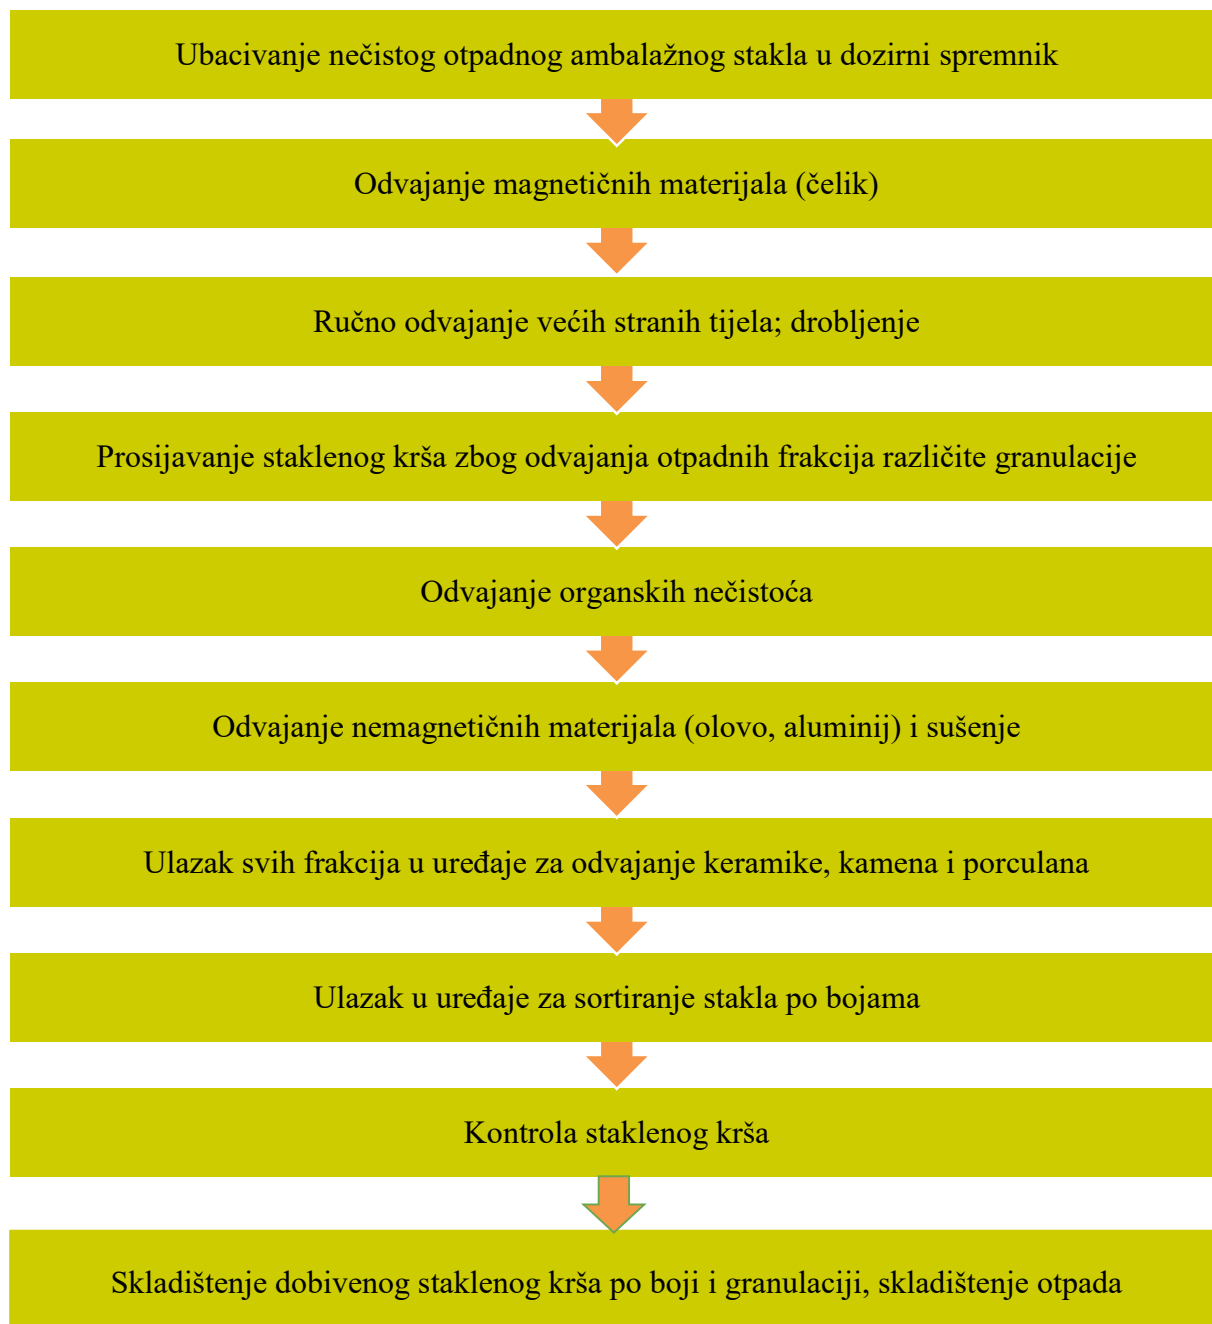 Ubacivanje nečistog otpadnog ambalažnog stakla u dozirni spremnik
Odvajanje magnetičnih materijala (čelik)
Ručno odvajanje većih stranih tijela; drobljenje
Prosijavanje staklenog krša zbog odvajanja otpadnih frakcija različite granulacije
Odvajanje organskih nečistoća
Odvajanje nemagnetičnih materijala (olovo, aluminij) i sušenje
Ulazak svih frakcija u uređaje za odvajanje keramike, kamena i porculana
Ulazak u uređaje za sortiranje stakla po bojama
Kontrola staklenog krša
Skladištenje dobivenog staklenog krša po boji i granulaciji, skladištenje otpada